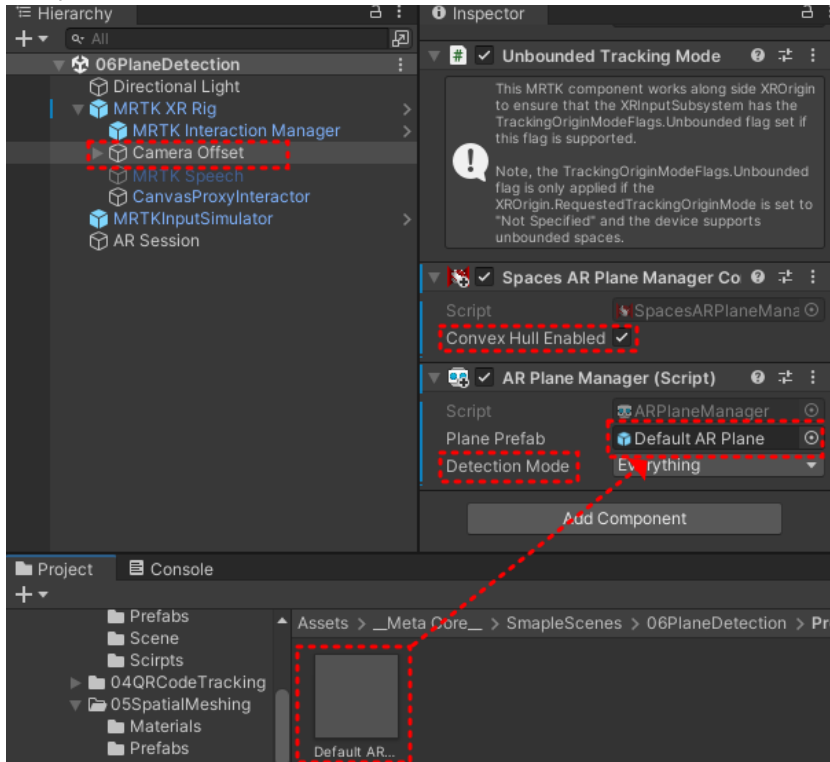 Hierarchy
All
06PlaneDetection
Directional Light
MRTK XR Rig
MRTK Interaction Manager
Camera Offset
MRTK Speech
CanvasProxyInteractor
MRTKInputSimulator
AR Session
Inspector
Unbounded Tracking Mode
This MRTK component works along side XROrigin
to ensure that the XRInputSubsystem has the
TrackingOriginModeFlags.Unbounded flag set if
this flag is supported.
Note, the TrackingOriginModeFlags.Unbounded
flag is only applied if the
XROrigin.RequestedTrackingOriginMode is set to
"Not Specified" and the device supports
unbounded spaces.
Spaces AR Plane Manager Co
Script SpacesARPlaneMana
Convex Hull Enabled
AR Plane Manager (Script)
Script ARPlaneManager
Plane Prefab Default AR Plane
Detection Mode Everything
Add Component
Project Console
Prefabs
Scene
Scirpts
04QRCodeTracking
05SpatialMeshing
Materials
Prefabs
Assets > __Meta Core__ > SmapleScenes > 06PlaneDetection > Pr
Default AR...